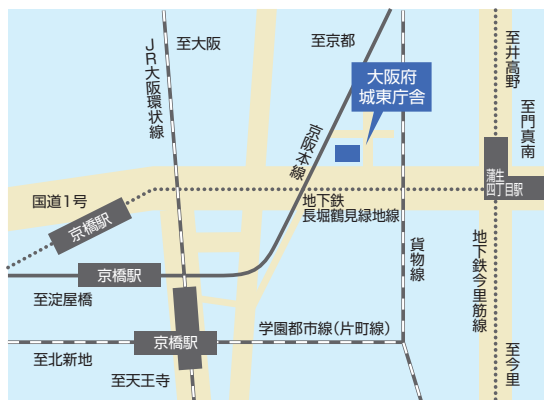 至大阪
至京都
至井高野
JR大阪環状線
大阪府
城東庁舎
至門真南
京阪本線
蒲生
四丁目駅
国道1号
地下鉄
長堀鶴見緑地線
京橋駅
貨物線
地下鉄今里筋線
京橋駅
至淀屋橋
学園都市線(片町線)
京橋駅
至北新地
至今里
至天王寺